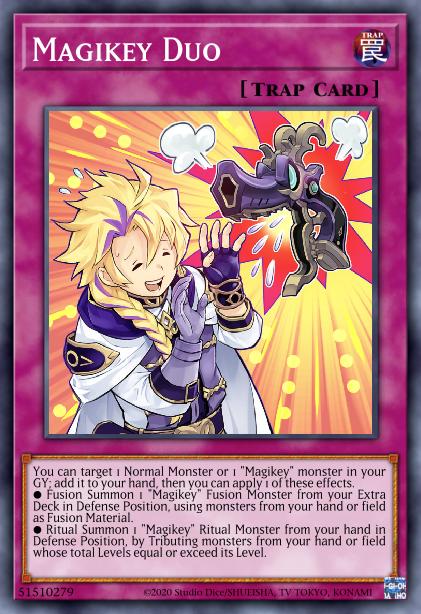 Magikey Duo
TRAP
罠
[Trap Card]
07
You can target 1 Normal Monster or 1 "Magikey" monster in your
GY; add it to your hand, then you can apply 1 of these effects.
● Fusion Summon 1 "Magikey" Fusion Monster from your Extra
Deck in Defense Position, using monsters from your hand or field
as Fusion Material.
● Ritual Summon 1 "Magikey" Ritual Monster from your hand in
Defense Position, by Tributing monsters from your hand or field
whose total Levels equal or exceed its Level.
51510279
©2020 Studio Dice/SHUEISHA, TV TOKYO, KONAMI